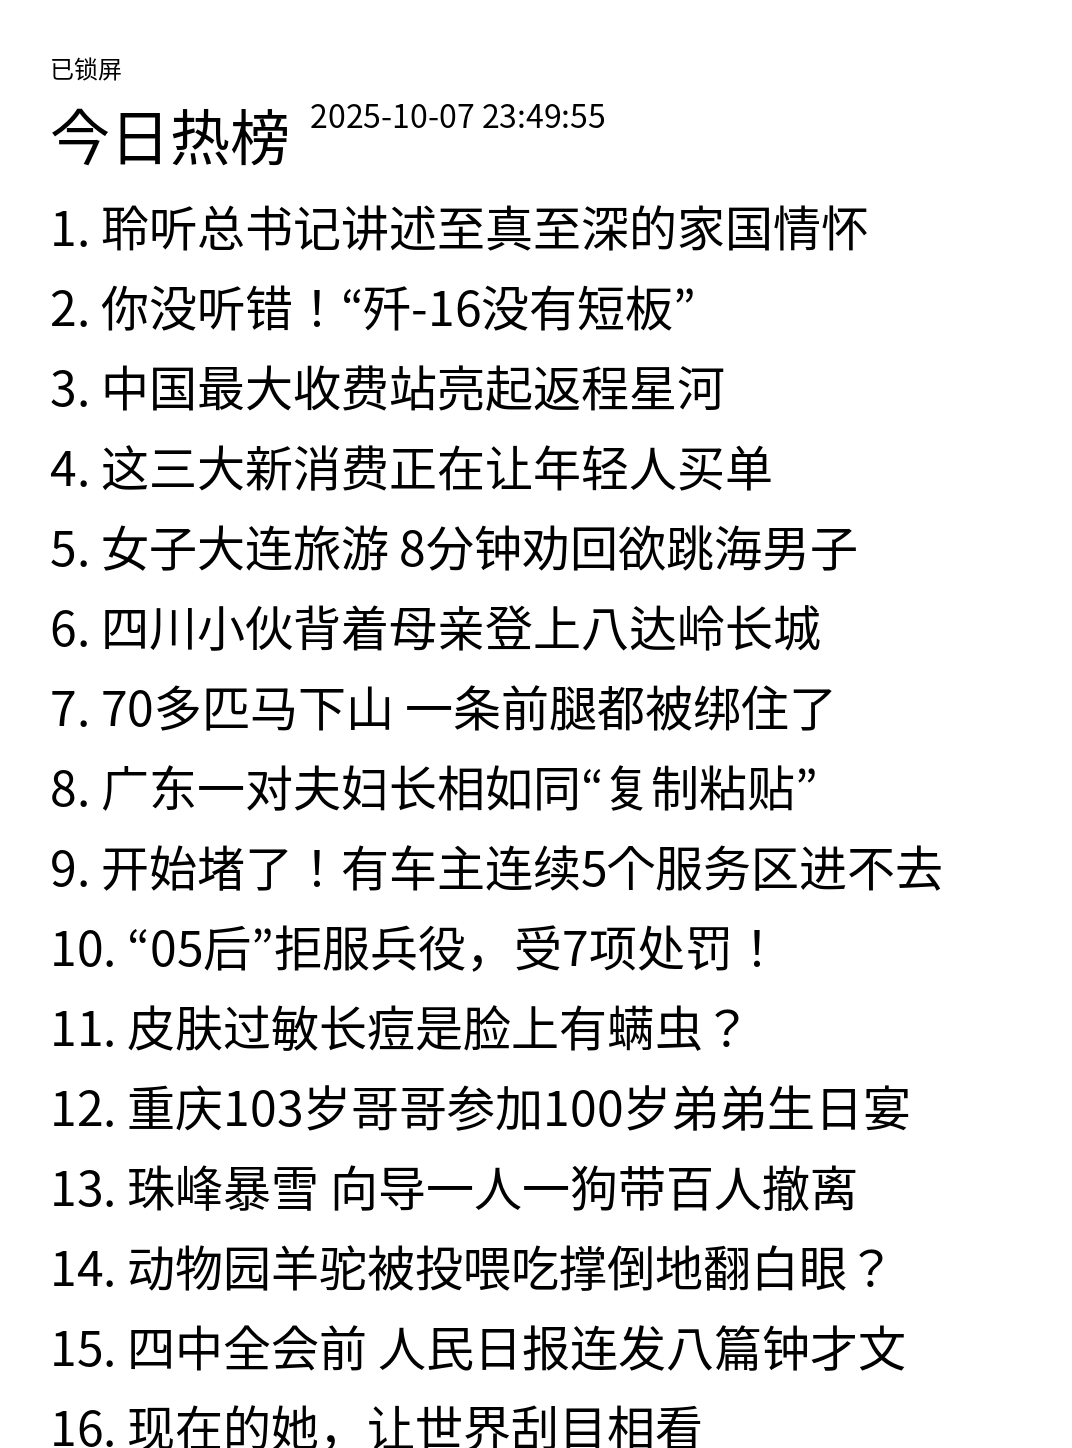 已锁屏
今日热榜 2025-10-07 23:49:55
1. 聆听总书记讲述至真至深的家国情怀
2. 你没听错！“歼-16没有短板”
3. 中国最大收费站亮起返程星河
4. 这三大新消费正在让年轻人买单
5. 女子大连旅游 8分钟劝回欲跳海男子
6. 四川小伙背着母亲登上八达岭长城
7. 70多匹马下山 一条前腿都被绑住了
8. 广东一对夫妇长相如同“复制粘贴”
9. 开始堵了！有车主连续5个服务区进不去
10. “05后”拒服兵役，受7项处罚！
11. 皮肤过敏长痘是脸上有螨虫？
12. 重庆103岁哥哥参加100岁弟弟生日宴
13. 珠峰暴雪 向导一人一狗带百人撤离
14. 动物园羊驼被投喂吃撑倒地翻白眼？
15. 四中全会前 人民日报连发八篇钟才文
16. 现在的她，让世界刮目相看